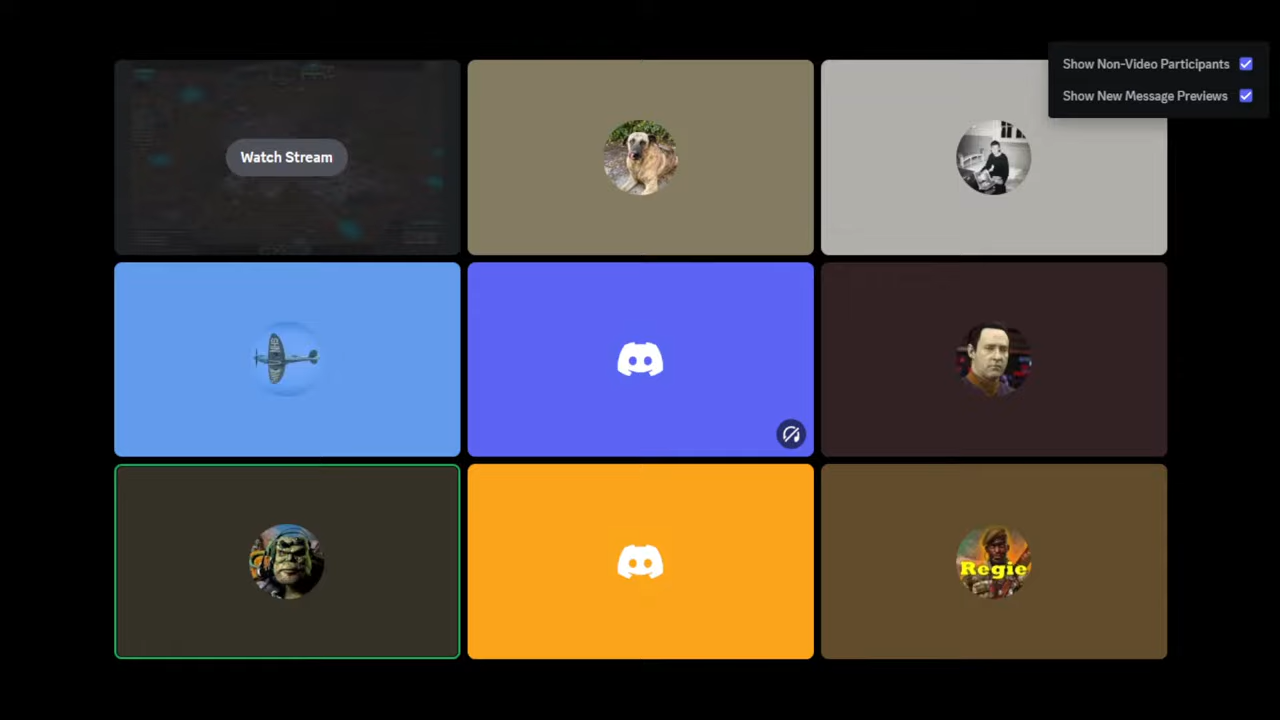 Show Non-Video Participants
Show New Message Previews
Watch Stream
Regie